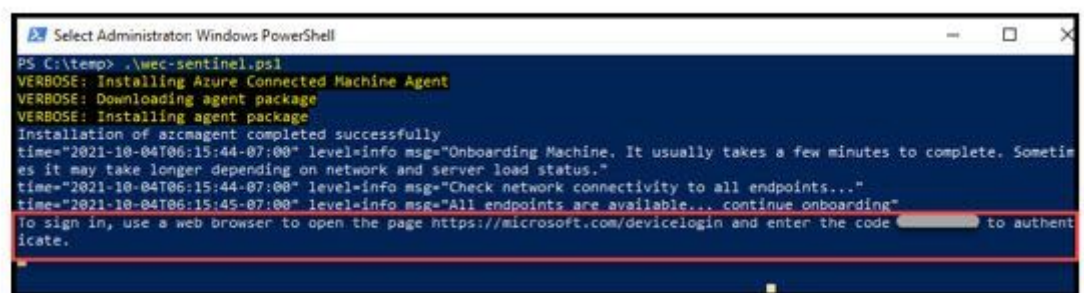 Select Administrator: Windows PowerShell
PS C:\temp> .\wec-sentinel.ps1
VERBOSE: Installing Azure Connected Machine Agent
VERBOSE: Downloading agent package
VERBOSE: Installing agent package
Installation of azcmagent completed successfully
time="2021-10-04T06:15:44-07:00" level=info msg="Onboarding Machine. It usually takes a few minutes to complete. Sometim
es it may take longer depending on network and server load status."
time="2021-10-04T06:15:44-07:00" level=info msg="Check network connectivity to all endpoints..."
time="2021-10-04T06:15:45-07:00" level=info msg="All endpoints are available... continue onboarding"
To sign in, use a web browser to open the page https://microsoft.com/devicelogin and enter the code to authent
icate.